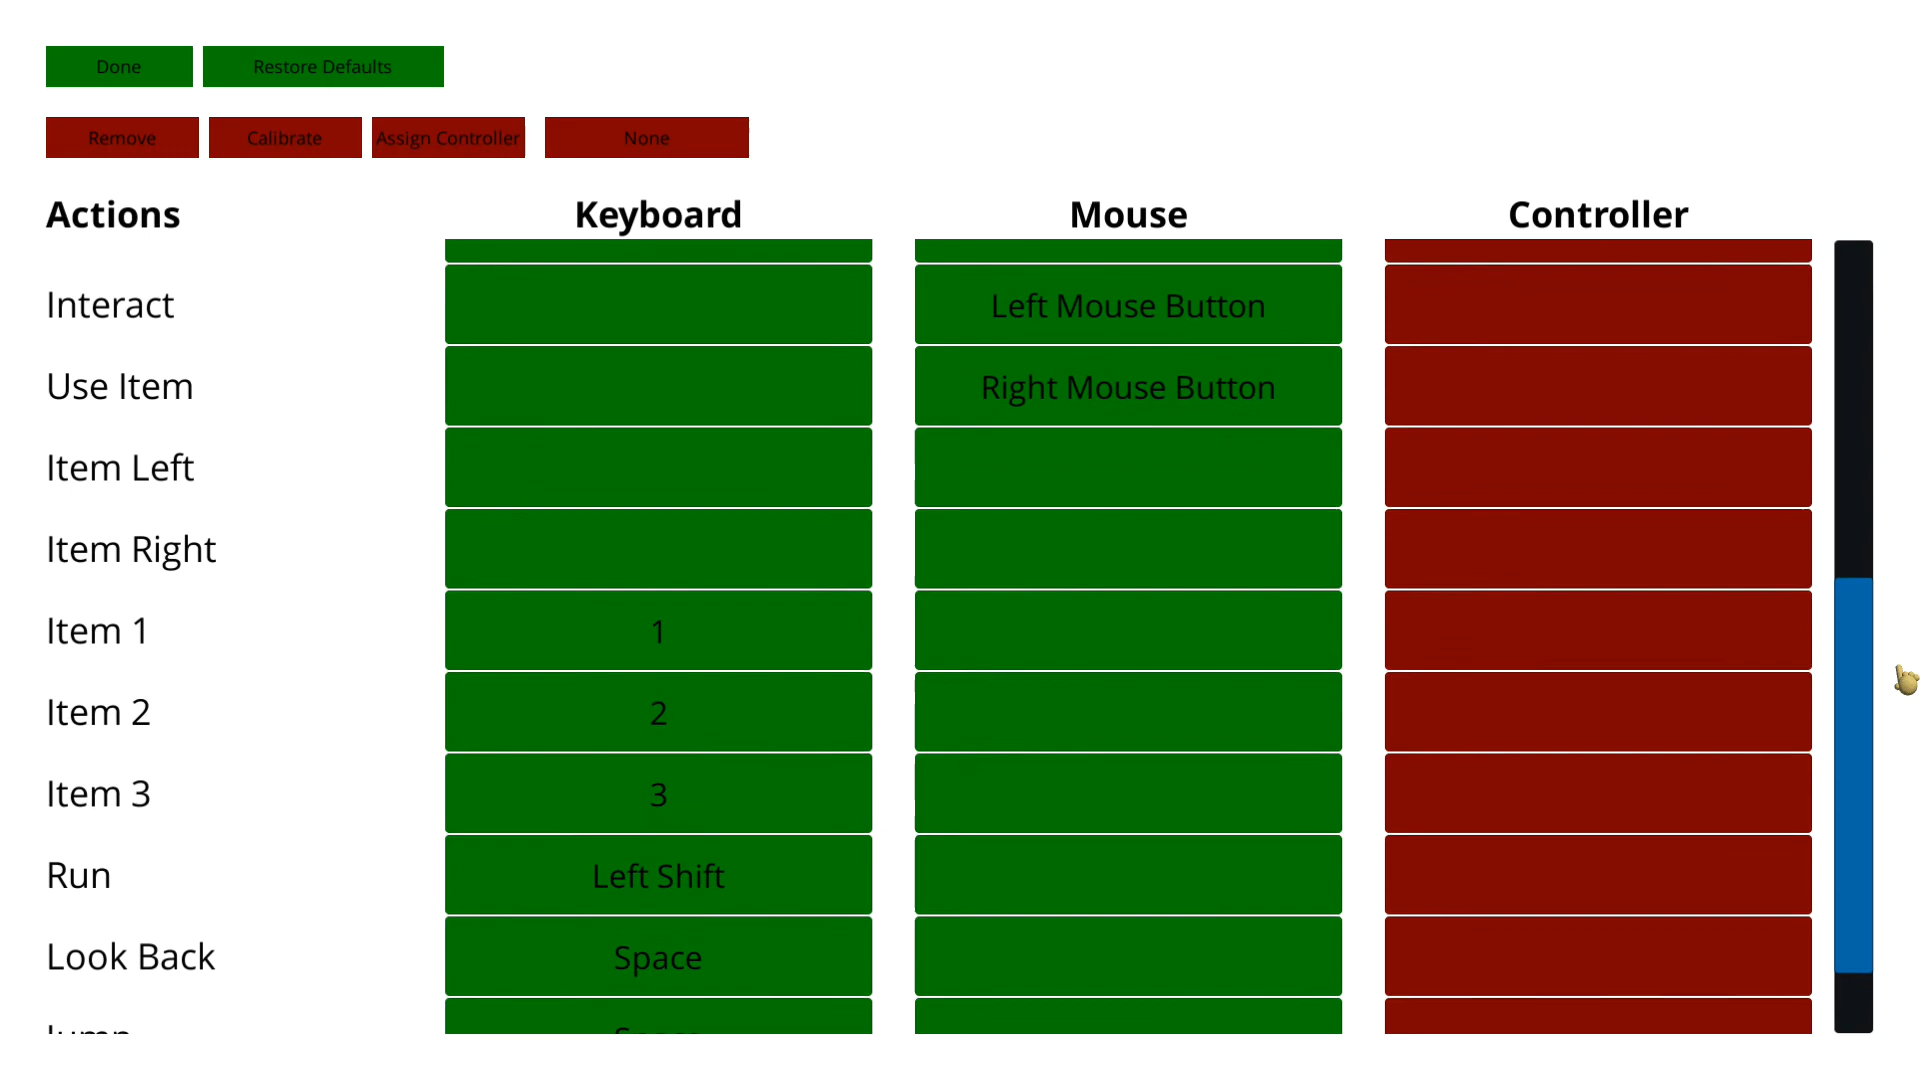 Done Restore Defaults
Remove Calibrate Assign Controller None
Actions Keyboard Mouse Controller
Interact Left Mouse Button
Use Item Right Mouse Button
Item Left
Item Right
Item 1 1
Item 2 2
Item 3 3
Run Left Shift
Look Back Space
Jump Space